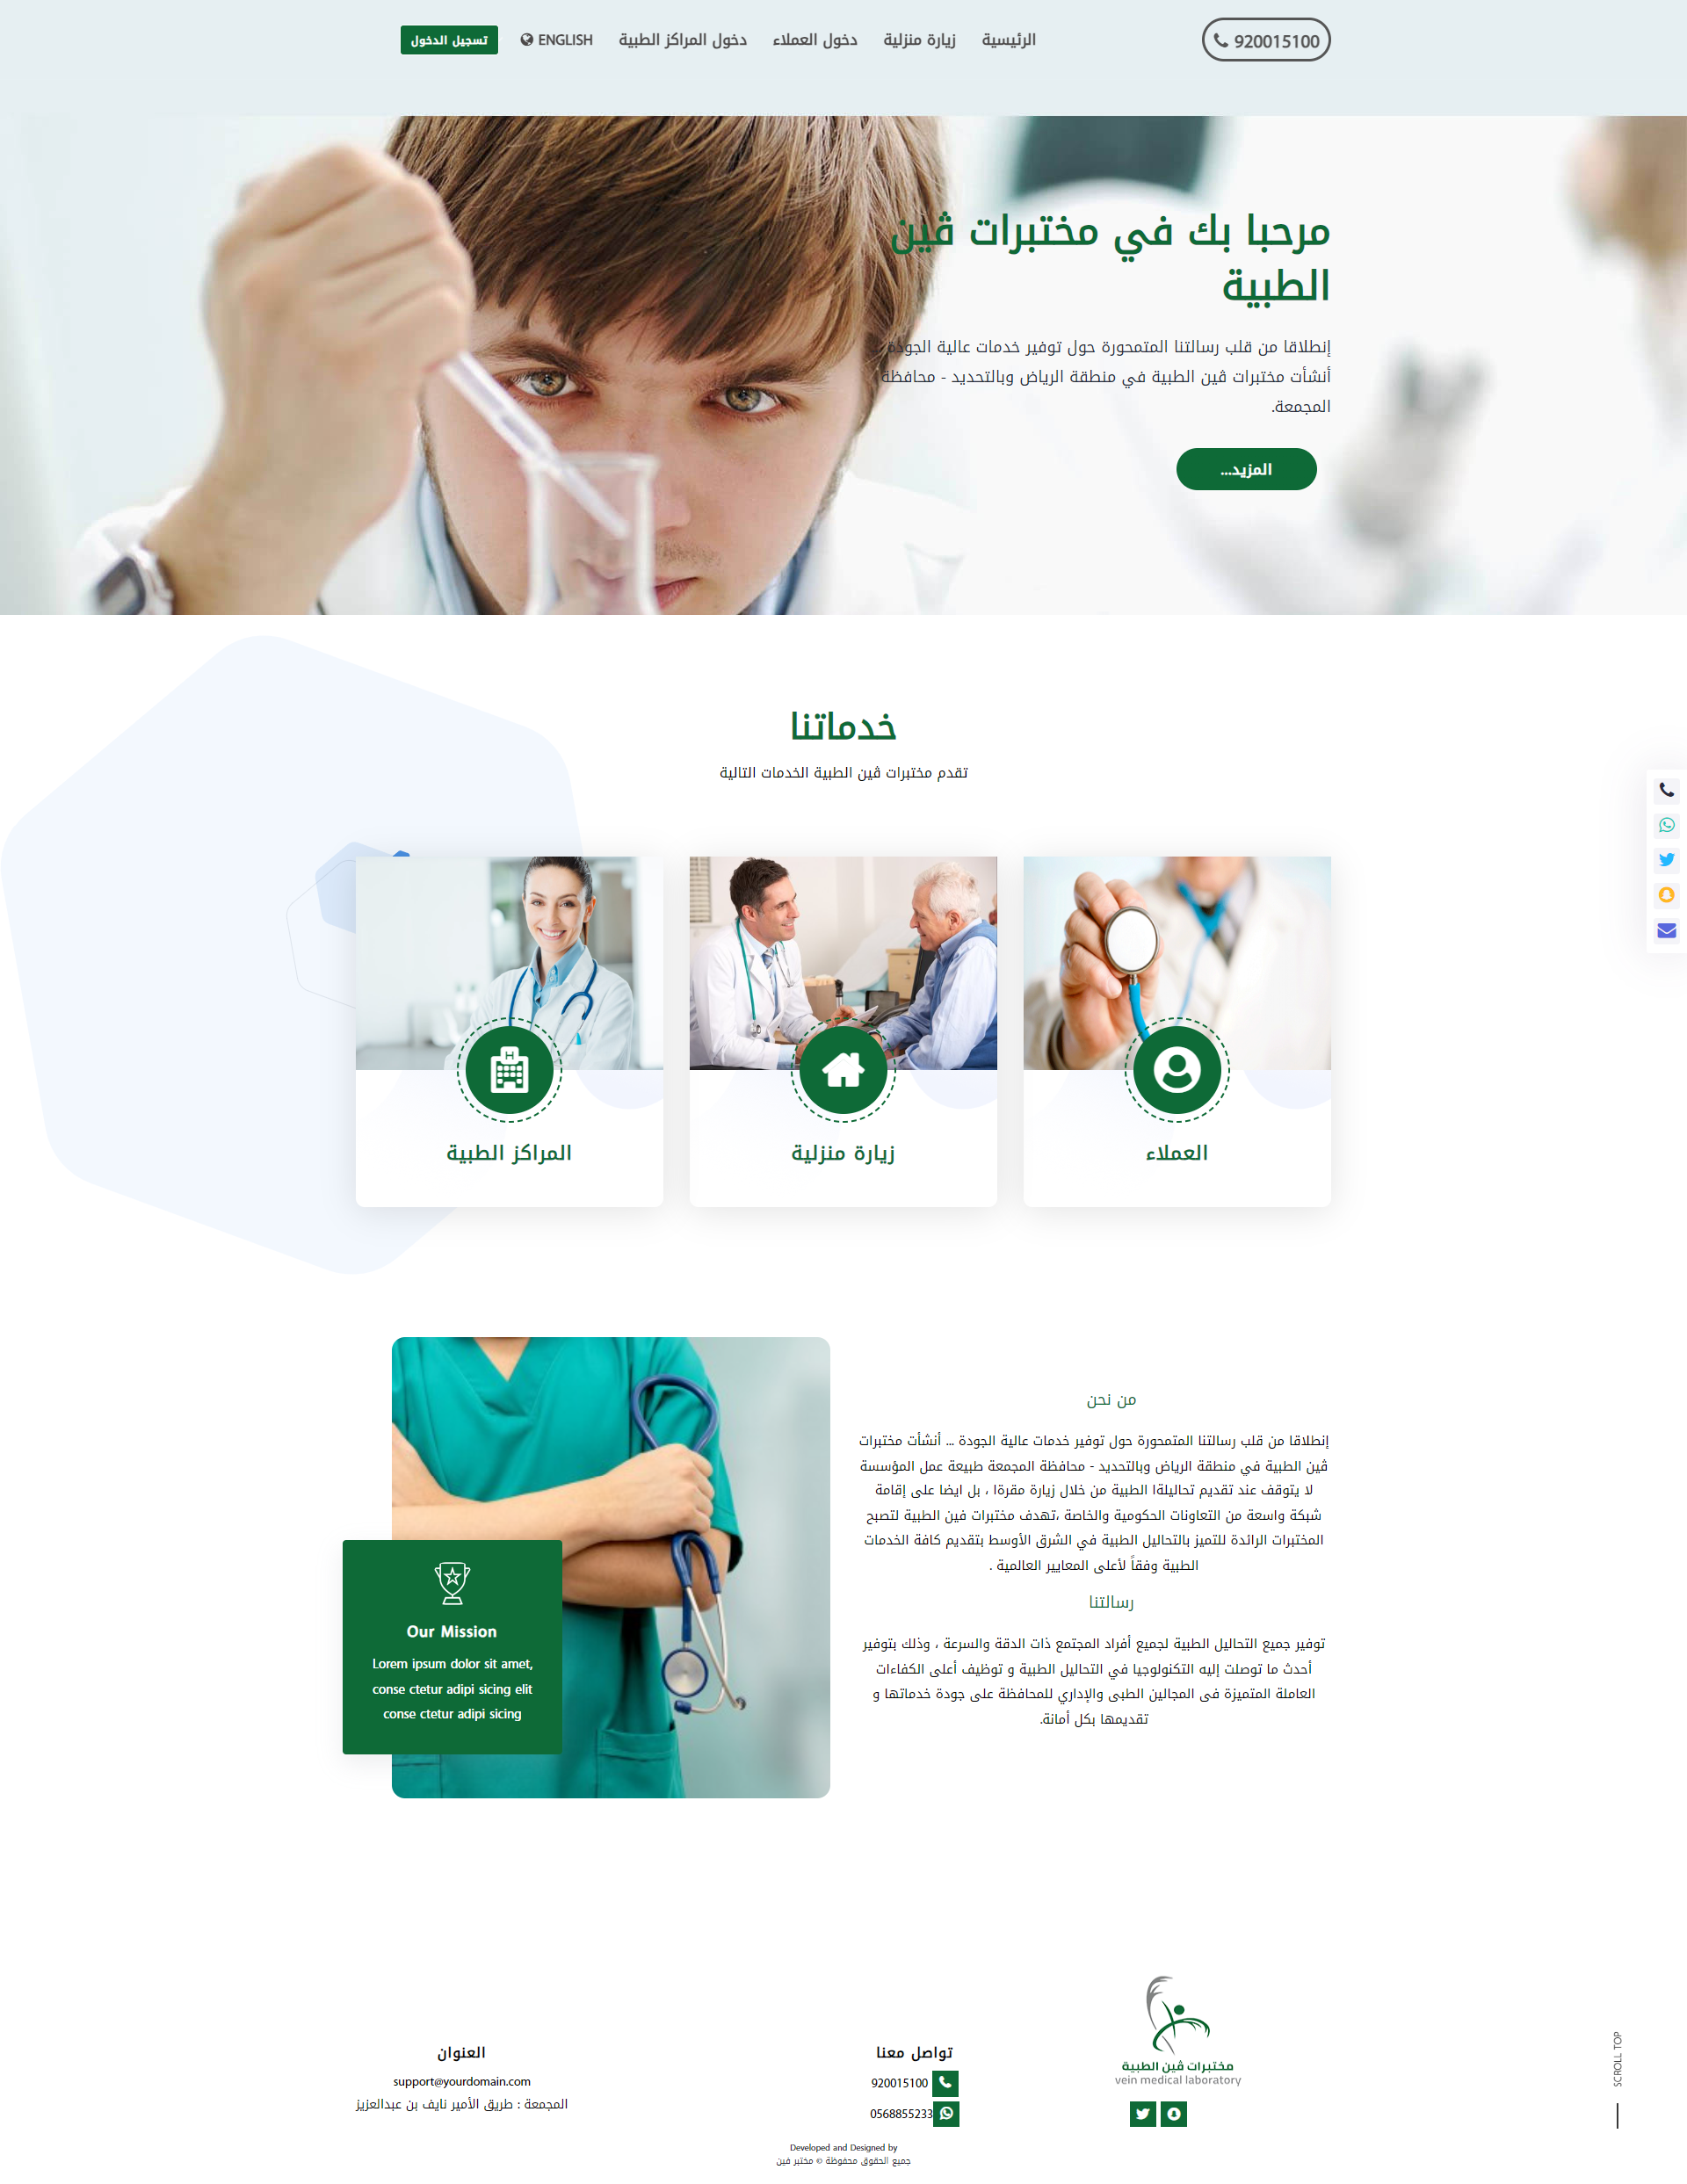 920015100
الرئيسية
زيارة منزلية
دخول العملاء
دخول المراكز الطبية
ENGLISH
تسجيل الدخول
مرحبا بك في مختبرات ڤين
الطبية
إنطلاقا من قلب رسالتنا المتمحورة حول توفير خدمات عالية الجودة
أنشأت مختبرات ڤين الطبية في منطقة الرياض وبالتحديد - محافظة
المجمعة.
المزيد...
خدماتنا
تقدم مختبرات ڤين الطبية الخدمات التالية
العملاء
زيارة منزلية
المراكز الطبية
من نحن
إنطلاقا من قلب رسالتنا المتمحورة حول توفير خدمات عالية الجودة ... أنشأت مختبرات
ڤين الطبية في منطقة الرياض وبالتحديد - محافظة المجمعة طبيعة عمل المؤسسة
لا يتوقف عند تقديم تحاليلةا الطبية من خلال زيارة مقرةا ، بل ايضا على إقامة
شبكة واسعة من التعاونات الحكومية والخاصة ،تهدف مختبرات فين الطبية لتصبح
المختبرات الرائدة للتميز بالتحاليل الطبية في الشرق الأوسط بتقديم كافة الخدمات
الطبية وفقاً لأعلى المعايير العالمية .
رسالتنا
توفير جميع التحاليل الطبية لجميع أفراد المجتمع ذات الدقة والسرعة ، وذلك بتوفير
أحدث ما توصلت إليه التكنولوجيا في التحاليل الطبية و توظيف أعلى الكفاءات
العاملة المتميزة فى المجالين الطبى والإداري للمحافظة على جودة خدماتها و
تقديمها بكل أمانة.
Our Mission
Lorem ipsum dolor sit amet,
conse ctetur adipi sicing elit
conse ctetur adipi sicing
مختبرات ڤين الطبية
vein medical laboratory
تواصل معنا
920015100
0568855233
العنوان
support@yourdomain.com
المجمعة : طريق الأمير نايف بن عبدالعزيز
SCROLL TOP
Developed and Designed by
جميع الحقوق محفوظة © مختبر فين